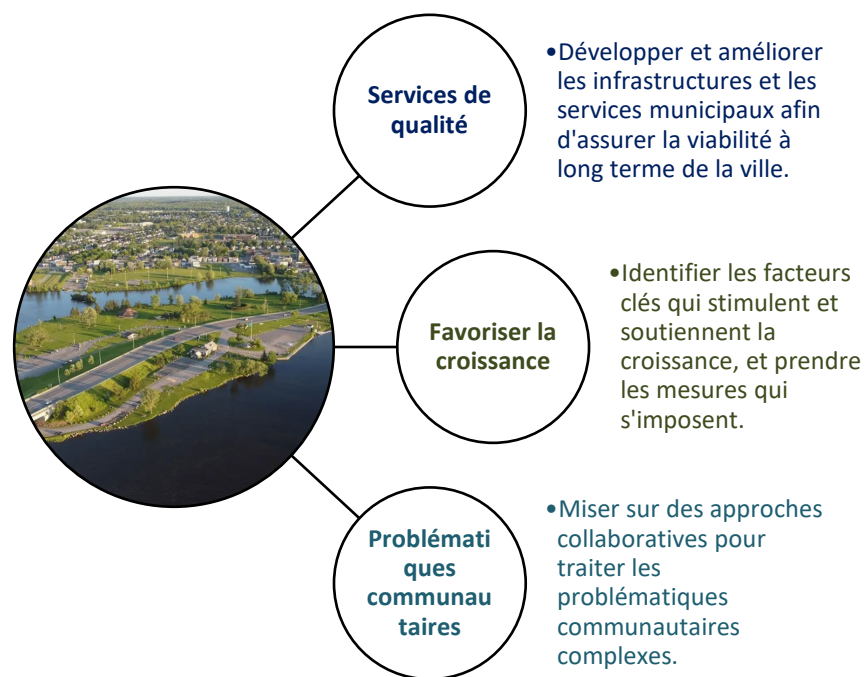 Services de
qualité
•Développer et améliorer
les infrastructures et les
services municipaux afin
d'assurer la viabilité à
long terme de la ville.
Favoriser la
croissance
•Identifier les facteurs
clés qui stimulent et
soutiennent la
croissance, et prendre
les mesures qui
s'imposent.
Problémati
ques
communau
taires
•Miser sur des approches
collaboratives pour
traiter les
problématiques
communautaires
complexes.